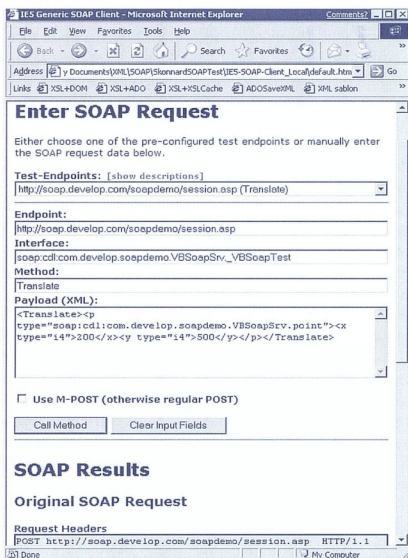 IE5 Generic SOAP Client - Microsoft Internet Explorer Comments?
File Edit View Favorites Tools Help
Back Search Favorites
Address y Documents\XML\SOAP\SkonnardSOAPTest\IE5-SOAP-Client_Local\default.htm Go
Links XSL+DOM XSL+ADO XSL+XSLCache ADOSaveXML XML sablon
Enter SOAP Request
Either choose one of the pre-configured test endpoints or manually enter
the SOAP request data below.
Test-Endpoints: [show descriptions]
http://soap.develop.com/soapdemo/session.asp (Translate)
Endpoint:
http://soap.develop.com/soapdemo/session.asp
Interface:
soap:cdl:com.develop.soapdemo.VBSoapSrv._VBSoapTest
Method:
Translate
Payload (XML):
<Translate><p
type="soap:cdl:com.develop.soapdemo.VBSoapSrv.point"><x
type="i4">200</x><y type="i4">500</y></p></Translate>
Use M-POST (otherwise regular POST)
Call Method Clear Input Fields
SOAP Results
Original SOAP Request
Request Headers
POST http://soap.develop.com/soapdemo/session.asp HTTP/1.1
Done My Computer